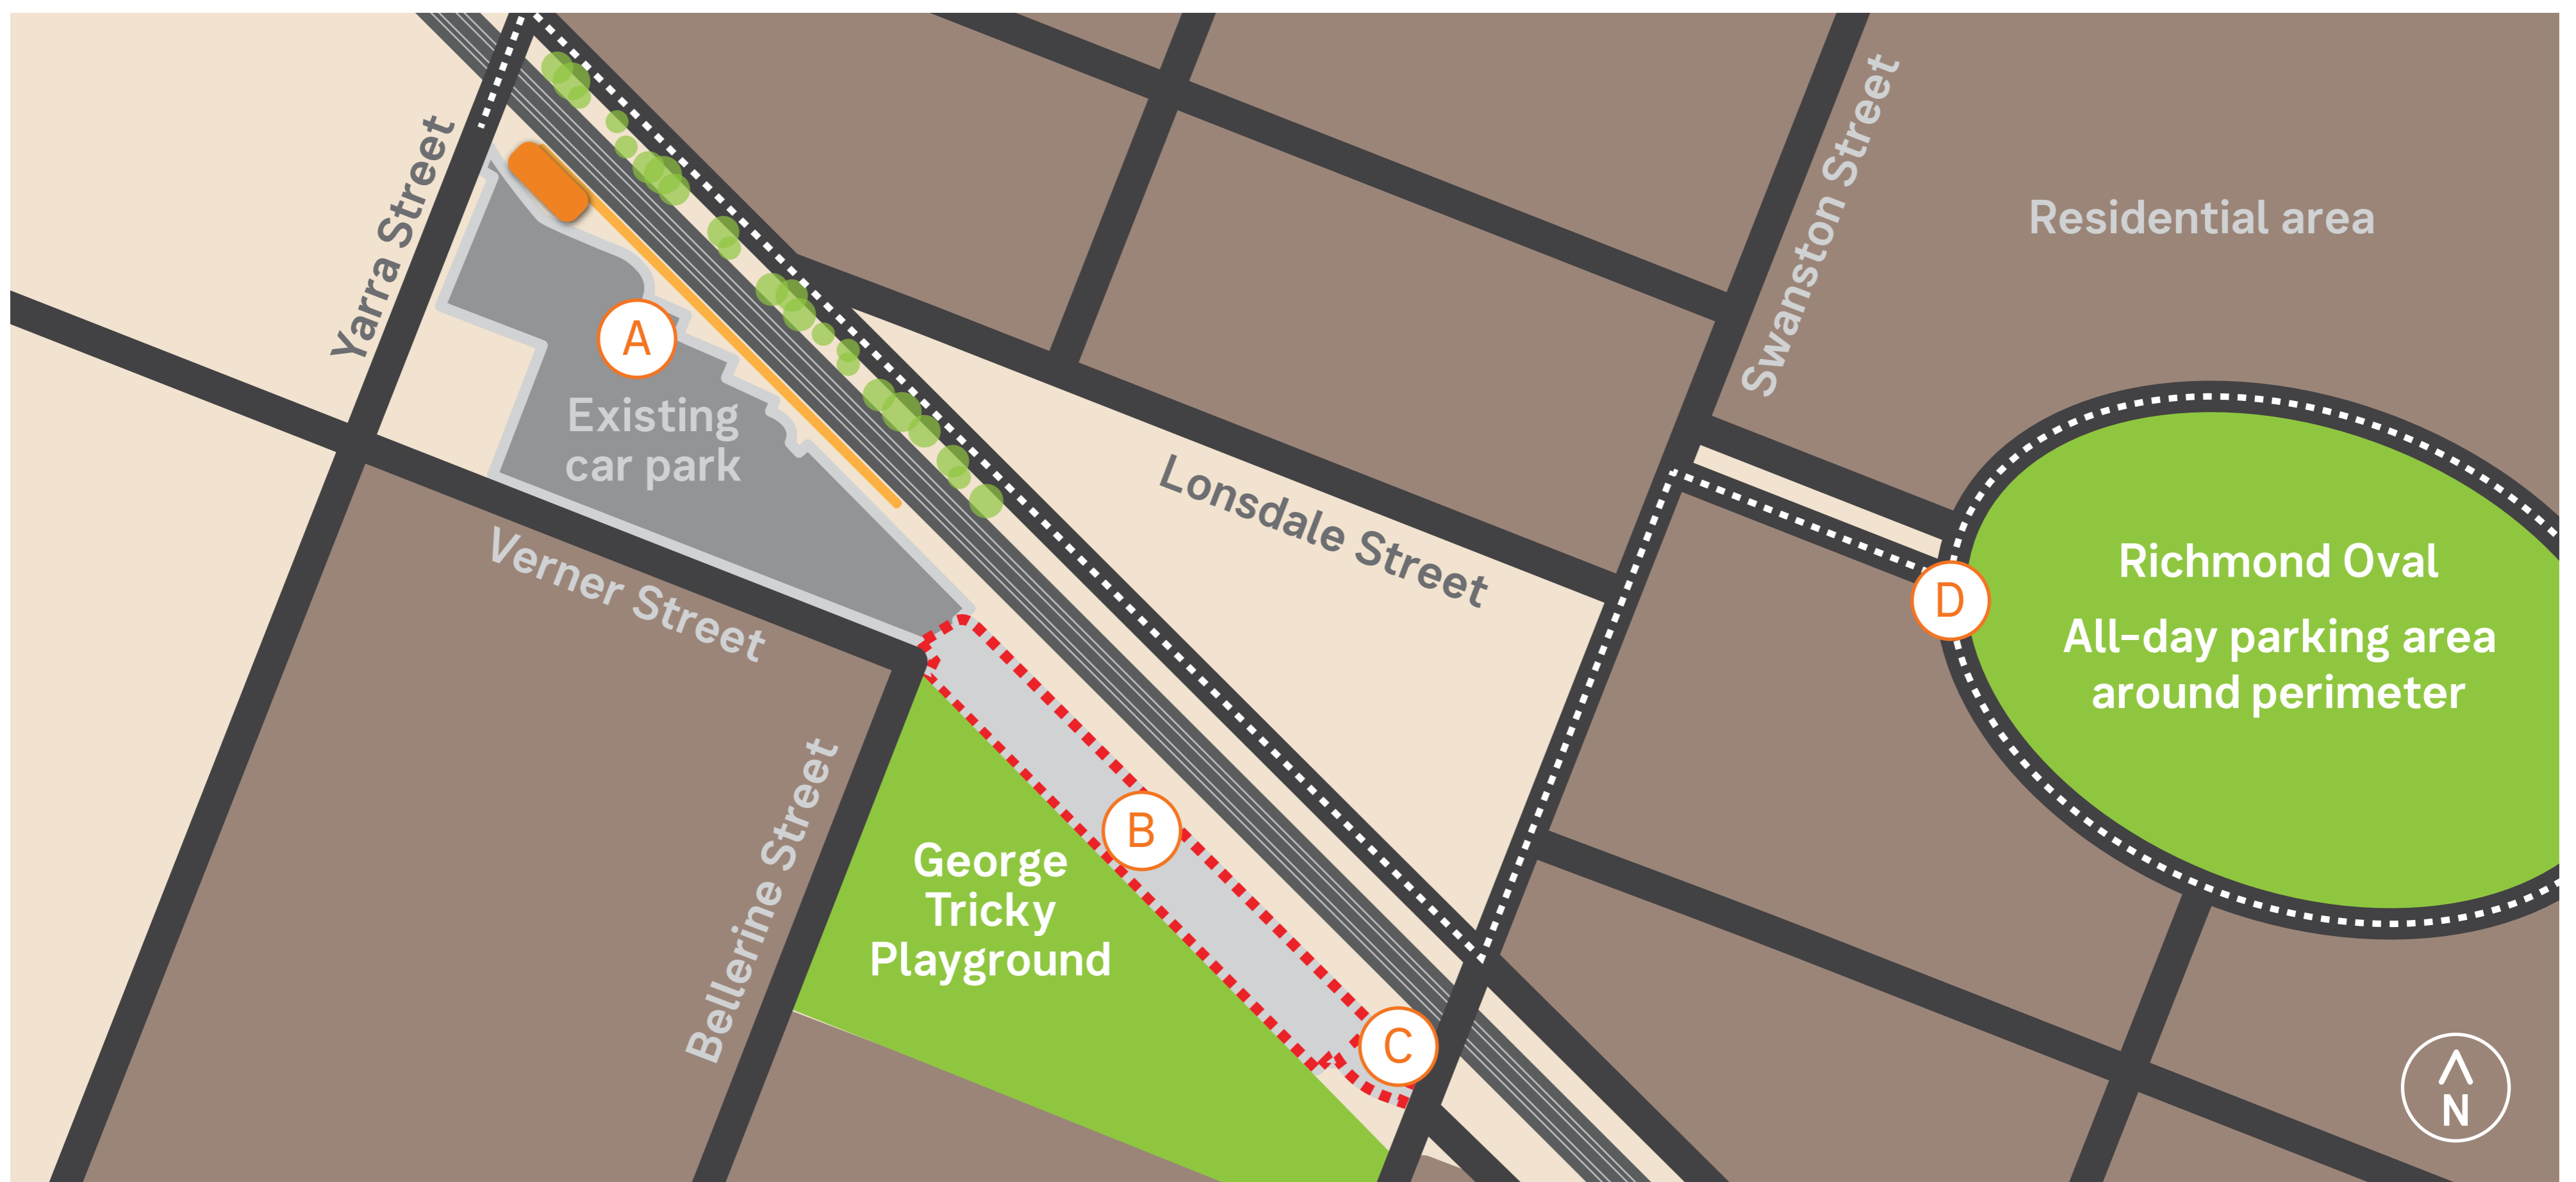 Yarra Street
Swanston Street
Residential area
A
Existing
car park
Lonsdale Street
Verner Street
D
Richmond Oval
All-day parking area
around perimeter
Bellerine Street
B
George
Tricky
Playground
C
N